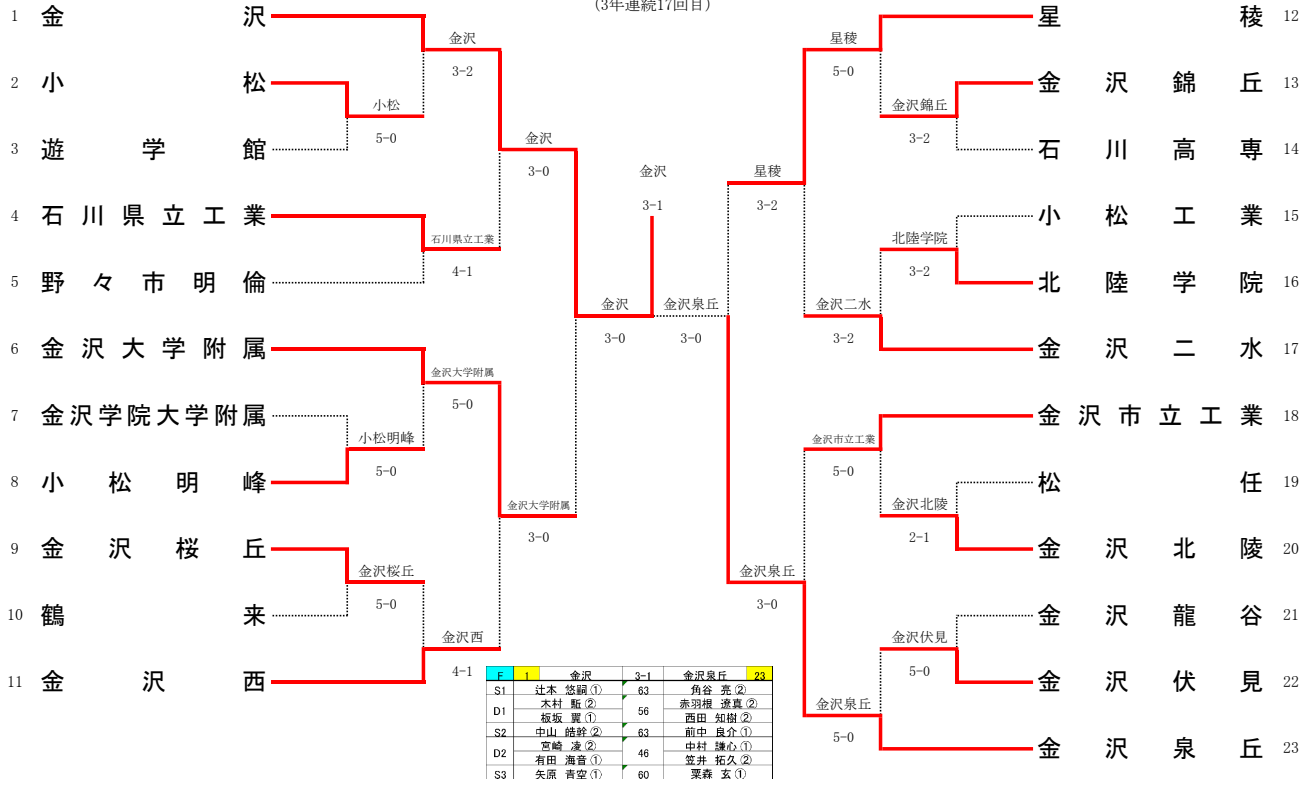 (3年連続17回目)
1 金沢
2 小松
3 遊学館
4 石川県立工業
5 野々市明倫
6 金沢大学附属
7 金沢学院大学附属
8 小松明峰
9 金沢桜丘
10 鶴来
11 金沢西
小松
5-0
小松明峰
5-0
金沢桜丘
5-0
金沢
3-2
石川県立工業
4-1
金沢大学附属
5-0
金沢西
4-1
金沢
3-0
金沢大学附属
3-0
金沢
3-0
金沢
3-1
金沢泉丘
3-0
星稜
3-2
金沢泉丘
3-0
星稜
5-0
金沢二水
3-2
金沢市立工業
5-0
金沢泉丘
5-0
金沢錦丘
3-2
北陸学院
3-2
金沢北陵
2-1
金沢伏見
5-0
星稜 12
金沢錦丘 13
石川高専 14
小松工業 15
北陸学院 16
金沢二水 17
金沢市立工業 18
松任 19
金沢北陵 20
金沢龍谷 21
金沢伏見 22
金沢泉丘 23
F 1 金沢 3-1 金沢泉丘 23
S1 辻本 悠嗣① 63 角谷 亮②
D1 木村 ②  56 赤羽根 遼真②
板坂 翼① 西田 知樹②
S2 中山 皓幹② 63 前中 良介①
D2 宮崎 凌② 46 中村 謙心①
有田 海音① 笠井 拓久②
S3 矢原 青空① 60 栗森 玄①